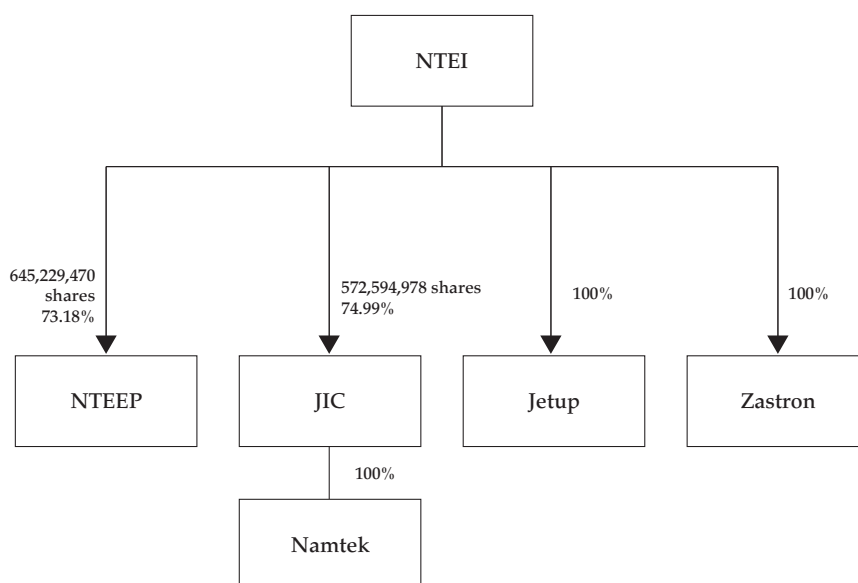 NTEI
645,229,470
shares
73.18%
572,594,978 shares
74.99%
100%
100%
NTEEP
JIC
Jetup
Zastron
100%
Namtek